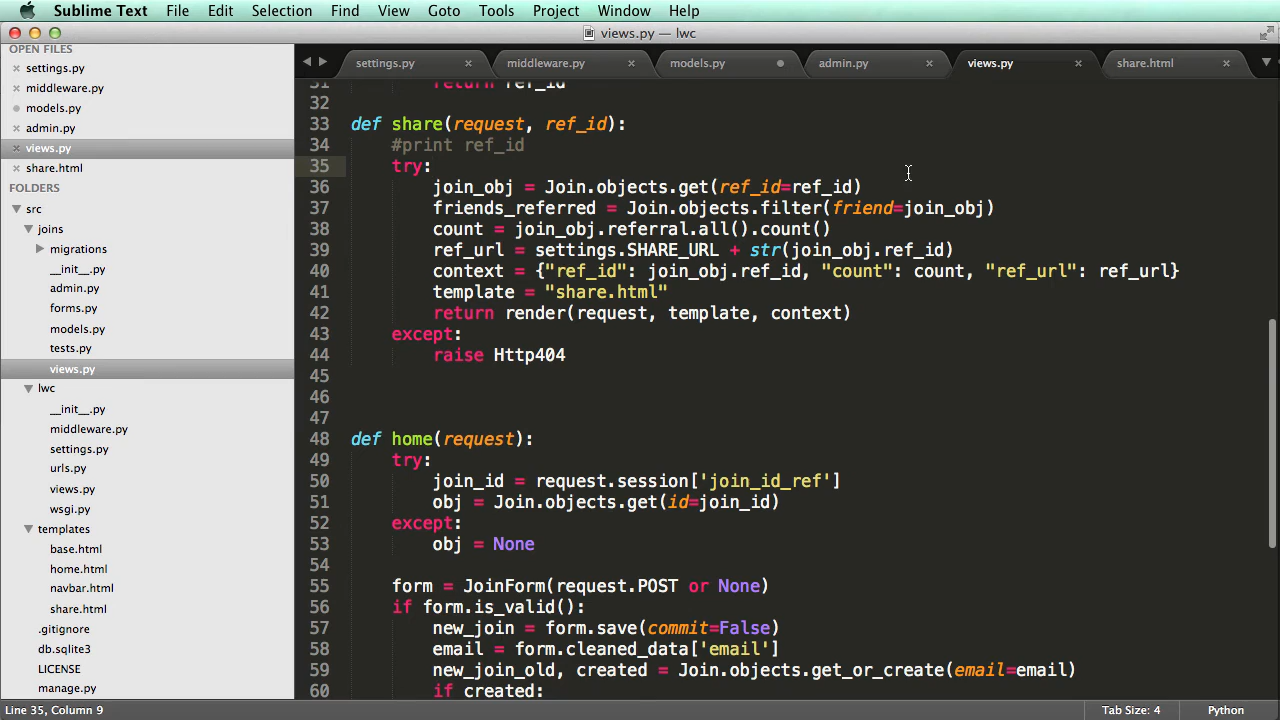 Sublime Text File Edit Selection Find View Goto Tools Project Window Help
views.py — lwc
OPEN FILES
settings.py
middleware.py
models.py
admin.py
views.py
share.html
FOLDERS
src
joins
migrations
__init__.py
admin.py
forms.py
models.py
tests.py
views.py
lwc
__init__.py
middleware.py
settings.py
urls.py
views.py
wsgi.py
templates
base.html
home.html
navbar.html
share.html
.gitignore
db.sqlite3
LICENSE
manage.py
settings.py middleware.py models.py admin.py views.py share.html
31 return ref_id
32
33 def share(request, ref_id):
34 #print ref_id
35 try:
36 join_obj = Join.objects.get(ref_id=ref_id)
37 friends_referred = Join.objects.filter(friend=join_obj)
38 count = join_obj.referral.all().count()
39 ref_url = settings.SHARE_URL + str(join_obj.ref_id)
40 context = {"ref_id": join_obj.ref_id, "count": count, "ref_url": ref_url}
41 template = "share.html"
42 return render(request, template, context)
43 except:
44 raise Http404
45
46
47
48 def home(request):
49 try:
50 join_id = request.session['join_id_ref']
51 obj = Join.objects.get(id=join_id)
52 except:
53 obj = None
54
55 form = JoinForm(request.POST or None)
56 if form.is_valid():
57 new_join = form.save(commit=False)
58 email = form.cleaned_data['email']
59 new_join_old, created = Join.objects.get_or_create(email=email)
60 if created:
Line 35, Column 9 Tab Size: 4 Python